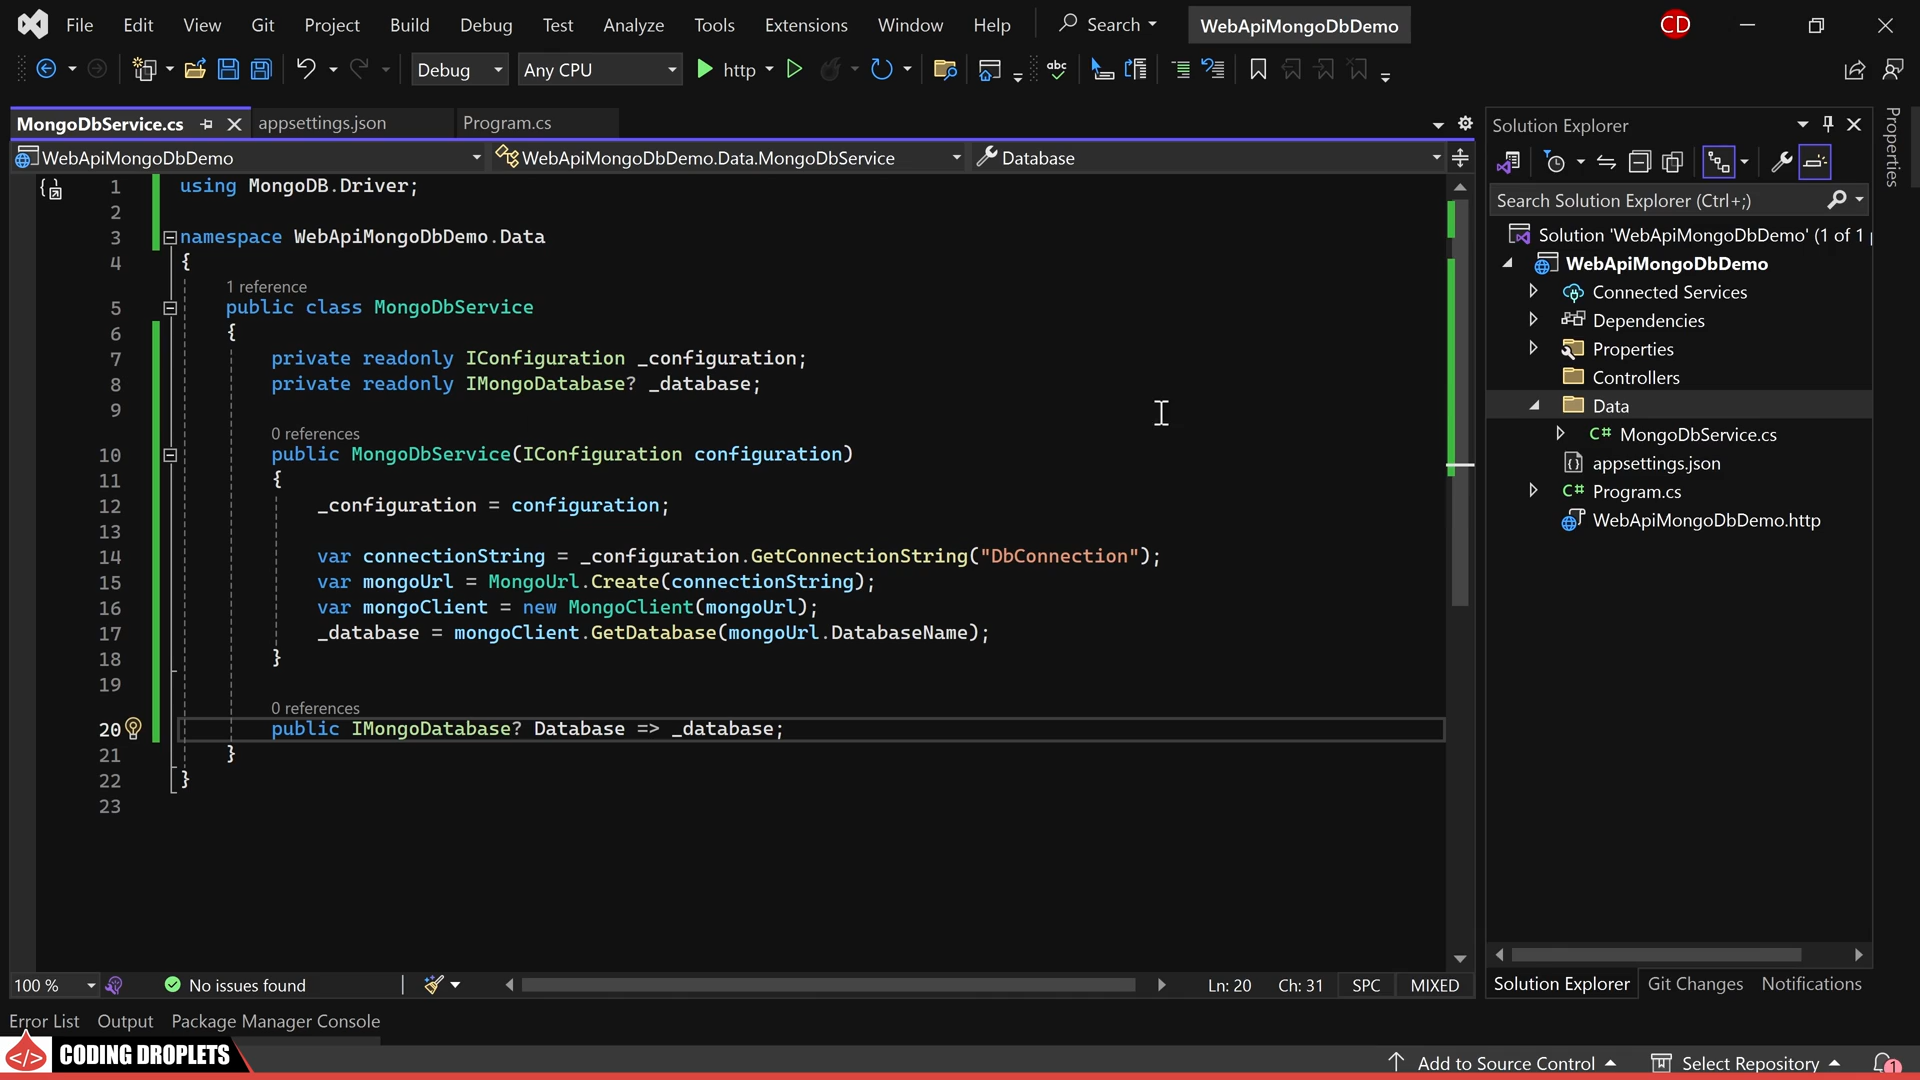 File Edit View Git Project Build Debug Test Analyze Tools Extensions Window Help Search WebApiMongoDbDemo CD
Debug Any CPU http abc
MongoDbService.cs appsettings.json Program.cs
WebApiMongoDbDemo WebApiMongoDbDemo.Data.MongoDbService Database
1 using MongoDB.Driver;
2
3 namespace WebApiMongoDbDemo.Data
4 {
1 reference
5 public class MongoDbService
6 {
7 private readonly IConfiguration _configuration;
8 private readonly IMongoDatabase? _database;
9
0 references
10 public MongoDbService(IConfiguration configuration)
11 {
12 _configuration = configuration;
13
14 var connectionString = _configuration.GetConnectionString("DbConnection");
15 var mongoUrl = MongoUrl.Create(connectionString);
16 var mongoClient = new MongoClient(mongoUrl);
17 _database = mongoClient.GetDatabase(mongoUrl.DatabaseName);
18 }
19
0 references
20 public IMongoDatabase? Database => _database;
21 }
22 }
23
100 % No issues found Ln: 20 Ch: 31 SPC MIXED
Error List Output Package Manager Console
Solution Explorer
Search Solution Explorer (Ctrl+;)
Solution 'WebApiMongoDbDemo' (1 of 1
WebApiMongoDbDemo
Connected Services
Dependencies
Properties
Controllers
Data
C# MongoDbService.cs
appsettings.json
C# Program.cs
WebApiMongoDbDemo.http
Solution Explorer Git Changes Notifications
Properties
</> CODING DROPLETS
Add to Source Control Select Repository 1